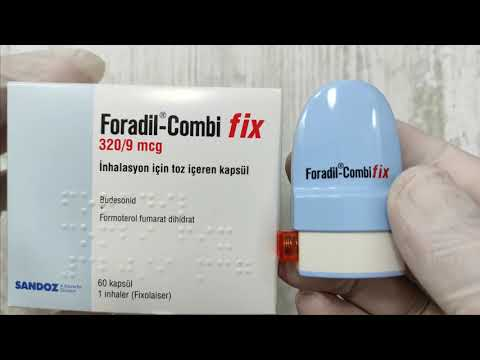 Foradil®-Combi fix
320/9 mcg
İnhalasyon için toz içeren kapsül
Budesonid
Formoterol fumarat dihidrat
60 kapsül
1 inhaler (Fixolaiser)
SANDOZ
Foradil®-Combi fix